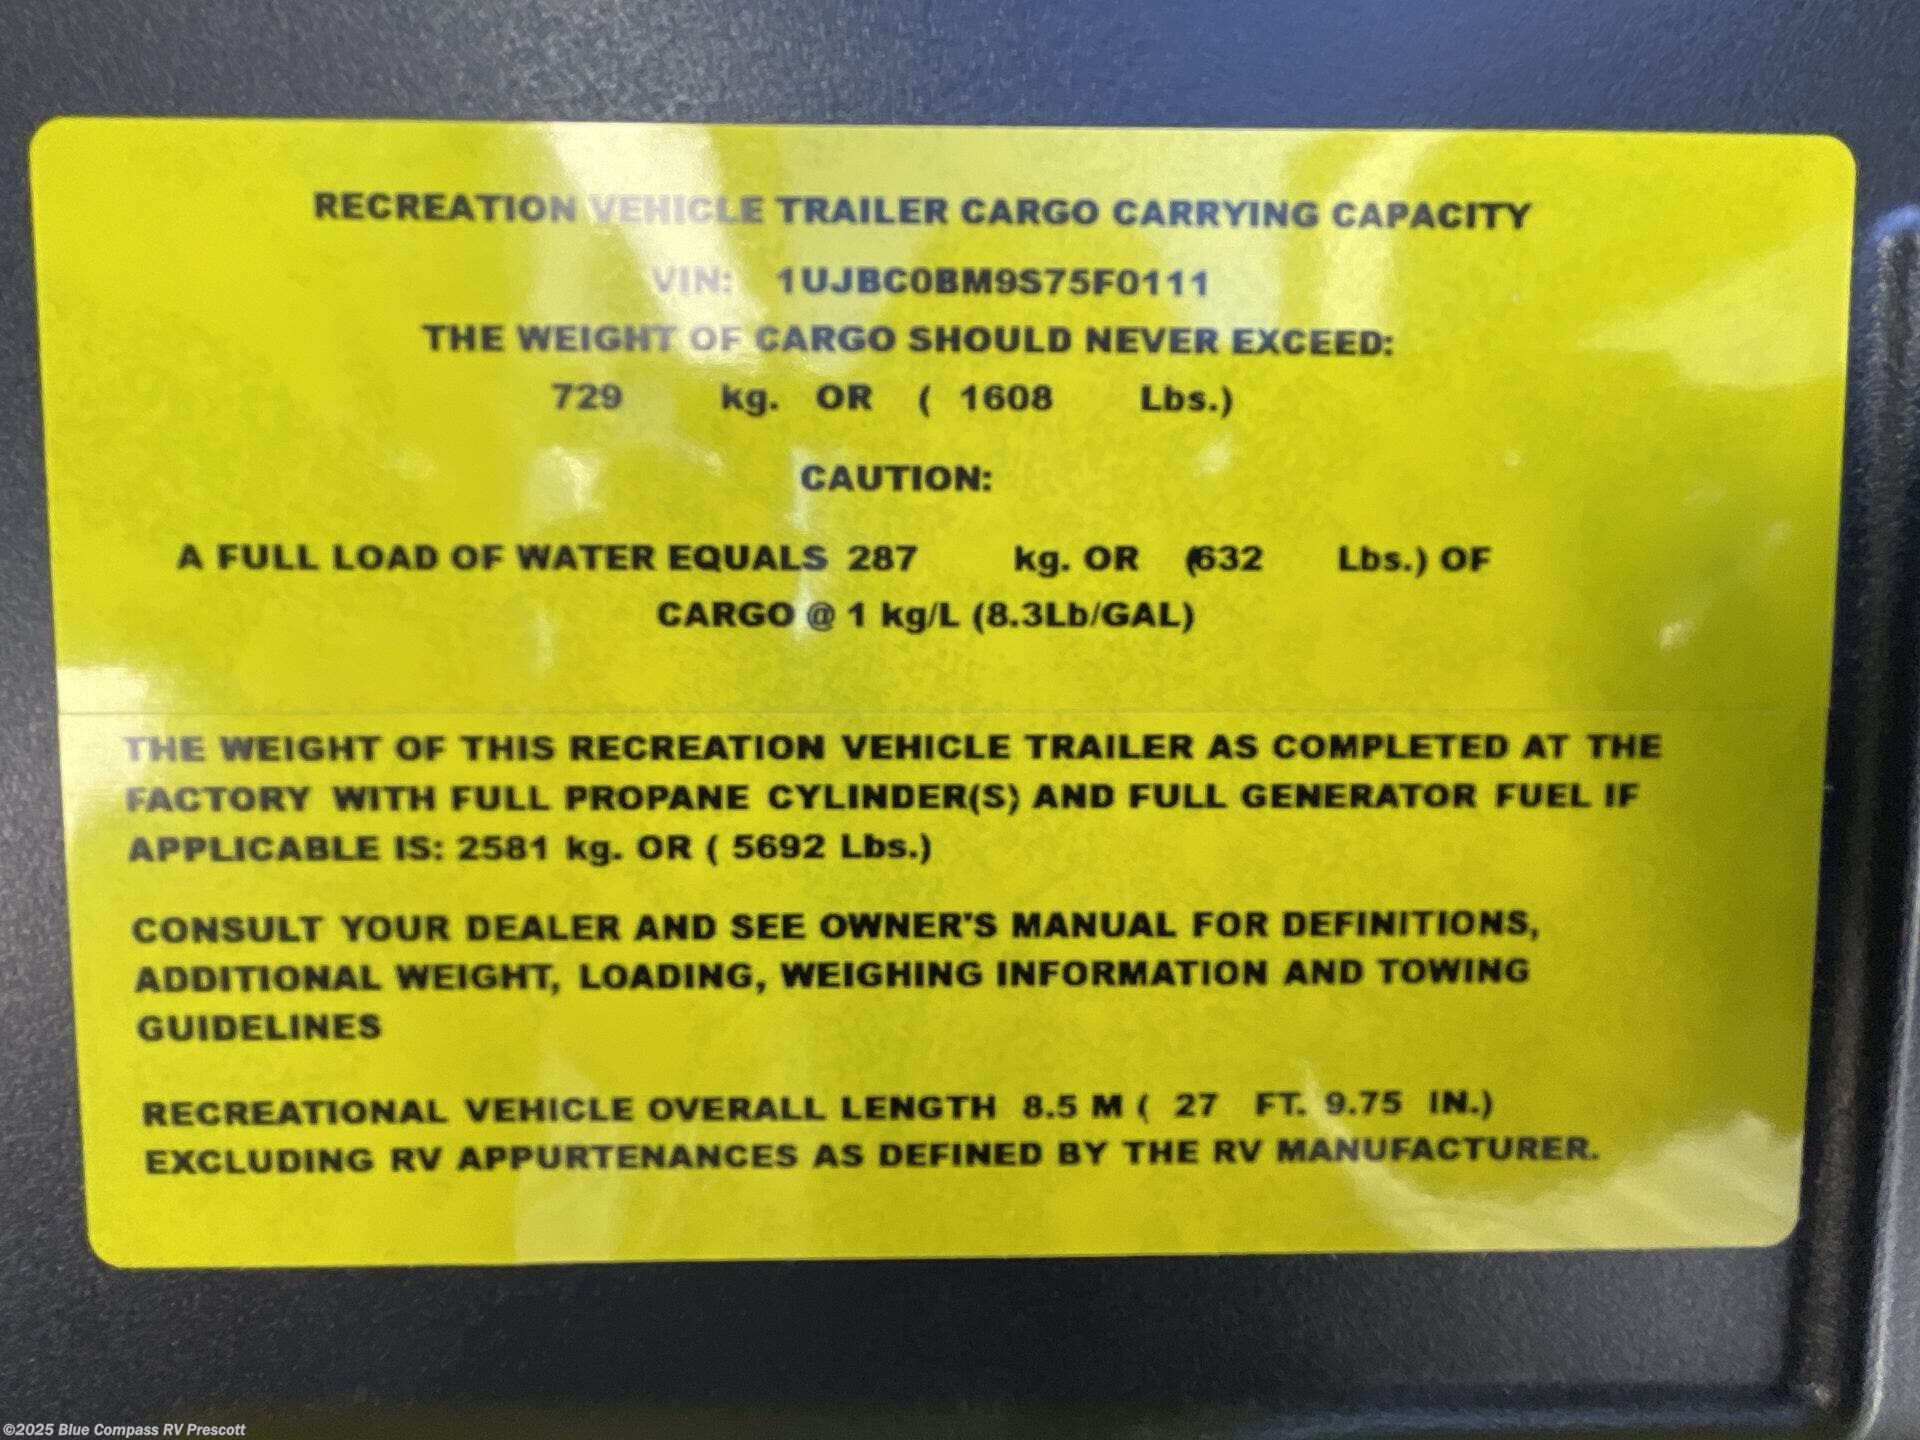 RECREATION VEHICLE TRAILER CARGO CARRYING CAPACITY
VIN: 1UJBC0BM9S75F0111
THE WEIGHT OF CARGO SHOULD NEVER EXCEED:
729 kg. OR ( 1608 Lbs.)
CAUTION:
A FULL LOAD OF WATER EQUALS 287 kg. OR (632 Lbs.) OF
CARGO @ 1 kg/L (8.3Lb/GAL)
THE WEIGHT OF THIS RECREATION VEHICLE TRAILER AS COMPLETED AT THE
FACTORY WITH FULL PROPANE CYLINDER(S) AND FULL GENERATOR FUEL IF
APPLICABLE IS: 2581 kg. OR ( 5692 Lbs.)
CONSULT YOUR DEALER AND SEE OWNER'S MANUAL FOR DEFINITIONS,
ADDITIONAL WEIGHT, LOADING, WEIGHING INFORMATION AND TOWING
GUIDELINES
RECREATIONAL VEHICLE OVERALL LENGTH 8.5 M ( 27 FT. 9.75 IN.)
EXCLUDING RV APPURTENANCES AS DEFINED BY THE RV MANUFACTURER.
©2025 Blue Compass RV Prescott